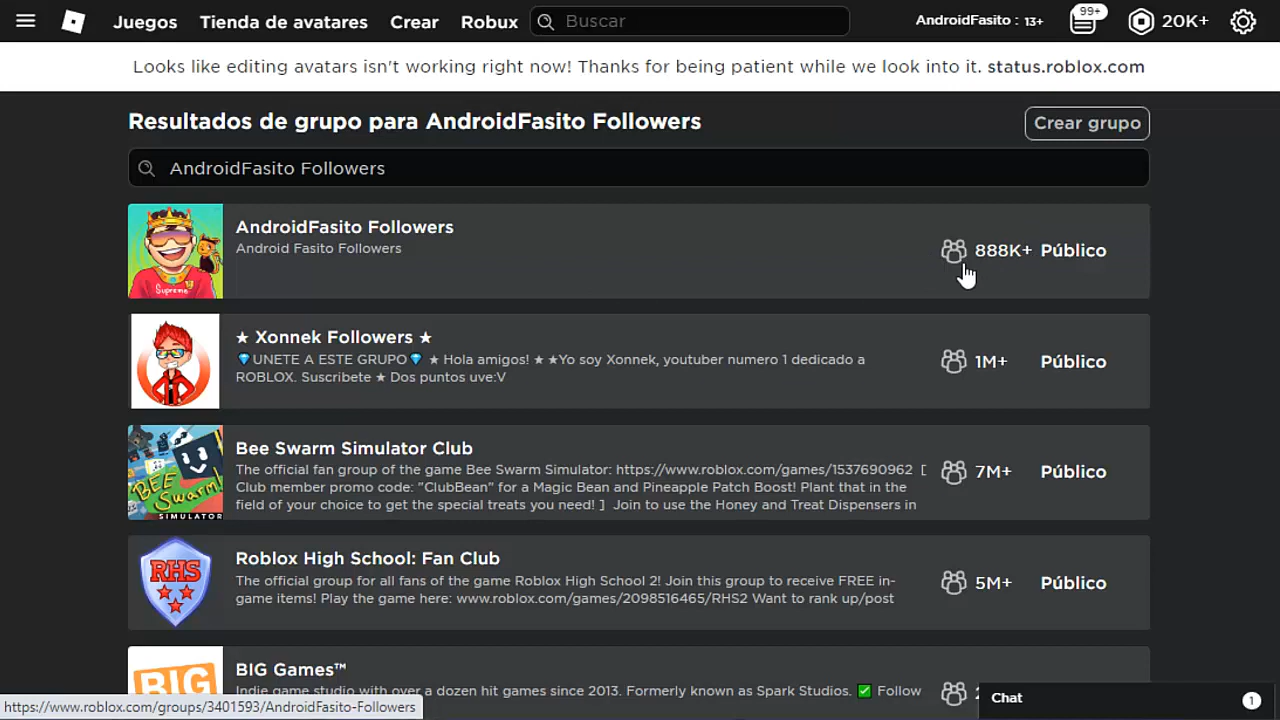 Juegos Tienda de avatares Crear Robux Buscar AndroidFasito : 13+ 99+ 20K+
Looks like editing avatars isn't working right now! Thanks for being patient while we look into it. status.roblox.com
Resultados de grupo para AndroidFasito Followers Crear grupo
AndroidFasito Followers
AndroidFasito Followers
Android Fasito Followers
888K+ Público
Supreme
★ Xonnek Followers ★
💎UNETE A ESTE GRUPO💎 ★ Hola amigos! ★ ★Yo soy Xonnek, youtuber numero 1 dedicado a
ROBLOX. Suscribete ★ Dos puntos uve:V
1M+ Público
BEE SWARM!
SIMULATOR
Bee Swarm Simulator Club
The official fan group of the game Bee Swarm Simulator: https://www.roblox.com/games/1537690962 [
Club member promo code: "ClubBean" for a Magic Bean and Pineapple Patch Boost! Plant that in the
field of your choice to get the special treats you need! ] Join to use the Honey and Treat Dispensers in
7M+ Público
RHS
Roblox High School: Fan Club
The official group for all fans of the game Roblox High School 2! Join this group to receive FREE in-
game items! Play the game here: www.roblox.com/games/2098516465/RHS2 Want to rank up/post
5M+ Público
BIG
BIG Games™
Indie game studio with over a dozen hit games since 2013. Formerly known as Spark Studios. ✅ Follow
Chat 1
https://www.roblox.com/groups/3401593/AndroidFasito-Followers